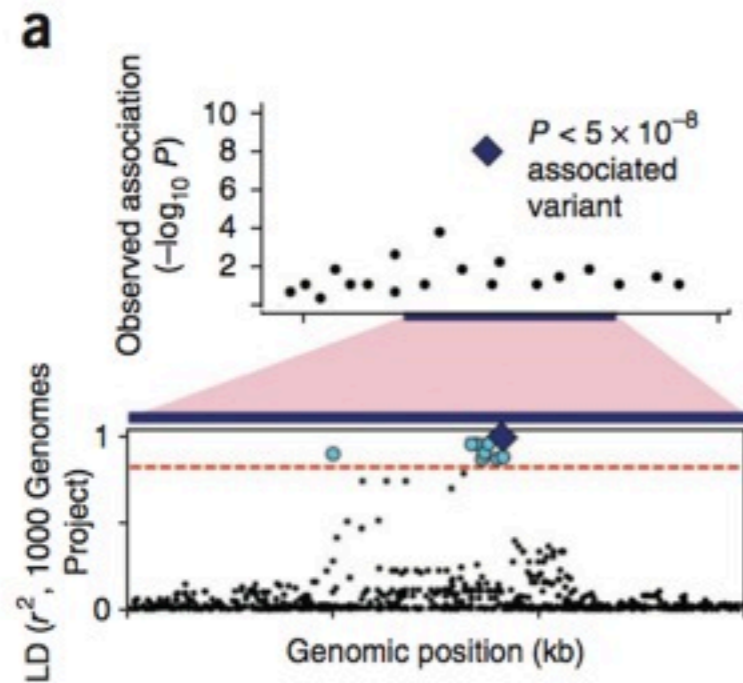 a
Observed association
(–log₁₀ P)
10
8
6
4
2
P < 5 × 10⁻⁸
associated
variant
LD (r², 1000 Genomes
Project)
1
0
Genomic position (kb)